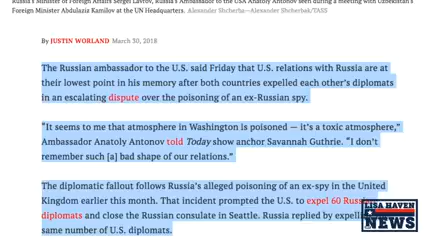 Russia's Minister of Foreign Affairs Sergei Lavrov, Russia's Ambassador to the USA Anatoly Antonov seen during a meeting with Uzbekistan's
Foreign Minister Abdulaziz Kamilov at the UN Headquarters. Alexander Shcherbak—Alexander Shcherbak/TASS
By JUSTIN WORLAND March 30, 2018
The Russian ambassador to the U.S. said Friday that U.S. relations with Russia are at
their lowest point in his memory after both countries expelled each other's diplomats
in an escalating dispute over the poisoning of an ex-Russian spy.
“It seems to me that atmosphere in Washington is poisoned — it's a toxic atmosphere,”
Ambassador Anatoly Antonov told Today show anchor Savannah Guthrie. “I don't
remember such [a] bad shape of our relations.”
The diplomatic fallout follows Russia's alleged poisoning of an ex-spy in the United
Kingdom earlier this month. That incident prompted the U.S. to expel 60 Russ
diplomats and close the Russian consulate in Seattle. Russia replied by expelli
same number of U.S. diplomats.
LISA HAVEN
NEWS